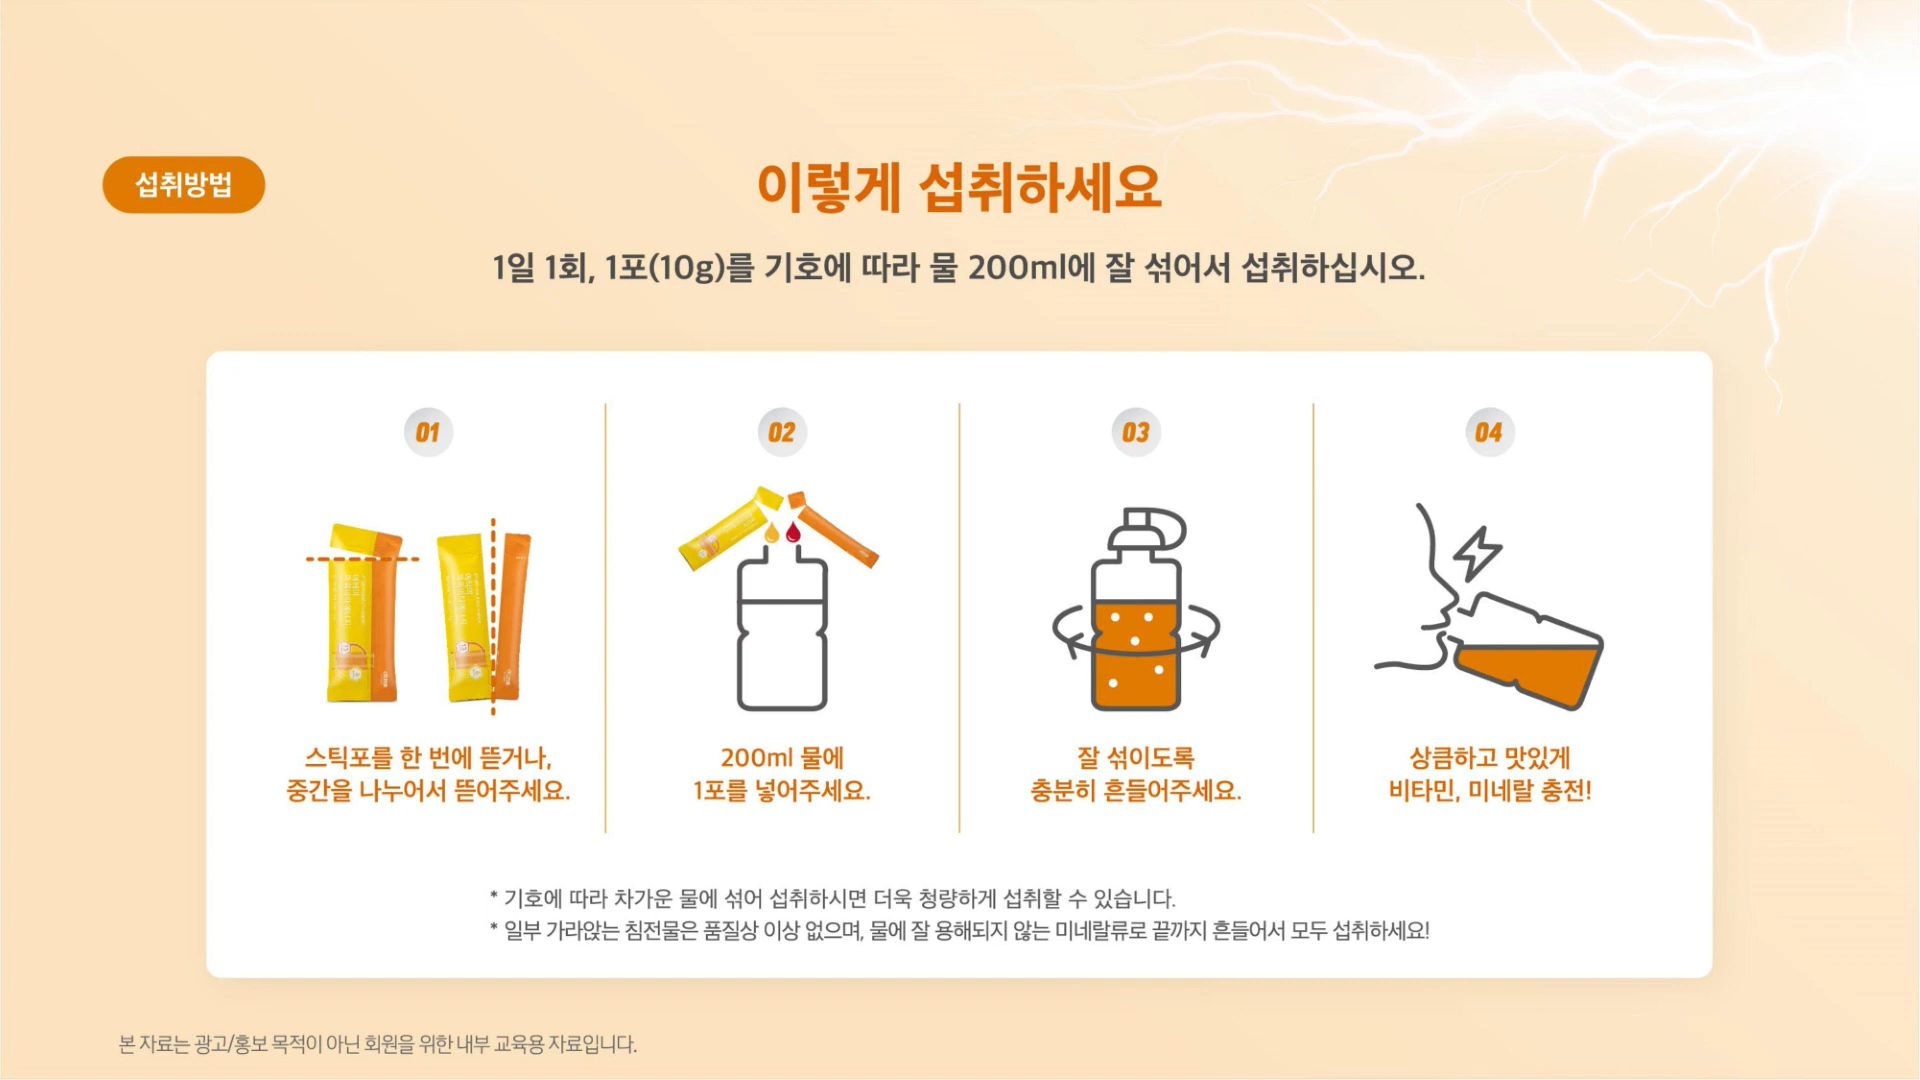 섭취방법
이렇게 섭취하세요
1일 1회, 1포(10g)를 기호에 따라 물 200ml에 잘 섞어서 섭취하십시오.
01
스틱포를 한 번에 뜯거나,
중간을 나누어서 뜯어주세요.
02
200ml 물에
1포를 넣어주세요.
03
잘 섞이도록
충분히 흔들어주세요.
04
상큼하고 맛있게
비타민, 미네랄 충전!
* 기호에 따라 차가운 물에 섞어 섭취하시면 더욱 청량하게 섭취할 수 있습니다.
* 일부 가라앉는 침전물은 품질상 이상 없으며, 물에 잘 용해되지 않는 미네랄류로 끝까지 흔들어서 모두 섭취하세요!
본 자료는 광고/홍보 목적이 아닌 회원을 위한 내부 교육용 자료입니다.